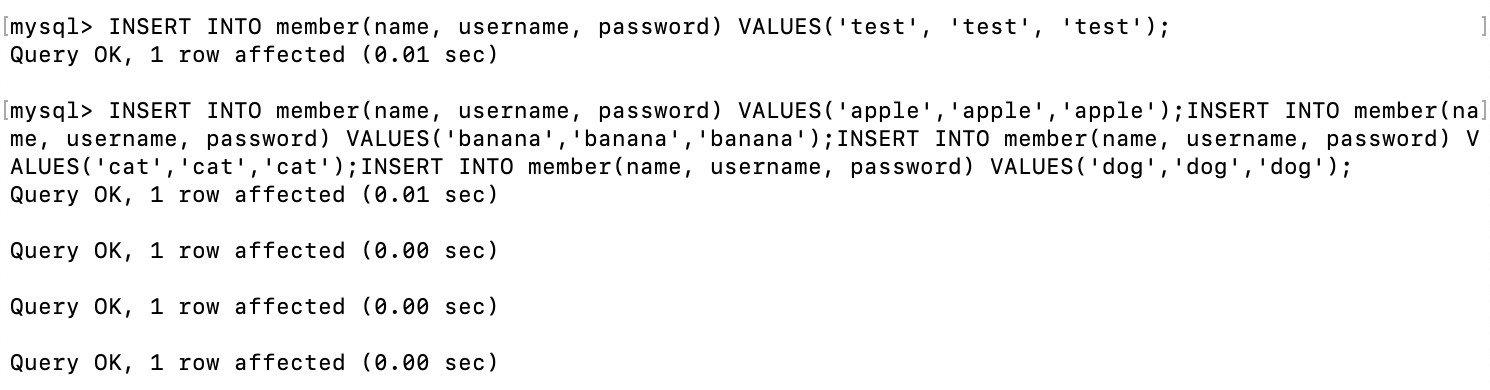 [mysql> INSERT INTO member(name, username, password) VALUES('test', 'test', 'test'); ]
Query OK, 1 row affected (0.01 sec)
[mysql> INSERT INTO member(name, username, password) VALUES('apple','apple','apple');INSERT INTO member(na]
me, username, password) VALUES('banana','banana','banana');INSERT INTO member(name, username, password) V
ALUES('cat','cat','cat');INSERT INTO member(name, username, password) VALUES('dog','dog','dog');
Query OK, 1 row affected (0.01 sec)
Query OK, 1 row affected (0.00 sec)
Query OK, 1 row affected (0.00 sec)
Query OK, 1 row affected (0.00 sec)